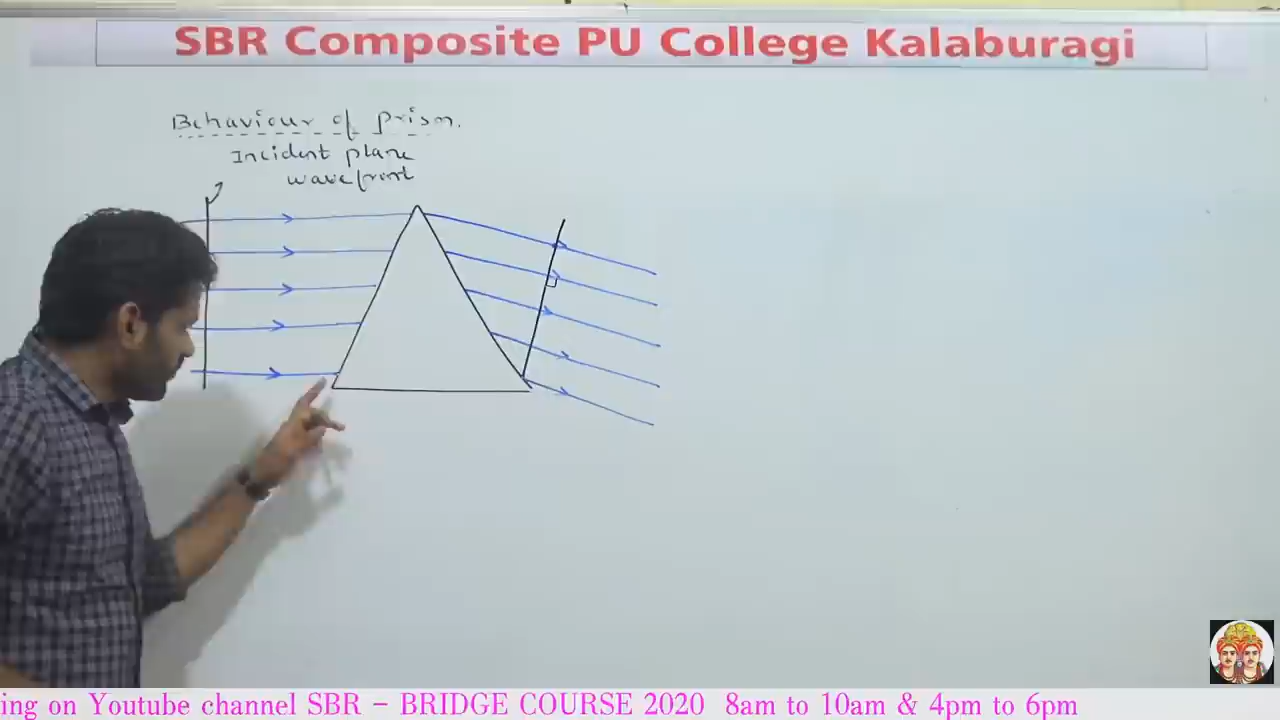 SBR Composite PU College Kalaburagi
Behaviour of prism.
Incident plane
wavefront
ing on Youtube channel SBR - BRIDGE COURSE 2020 8am to 10am & 4pm to 6pm